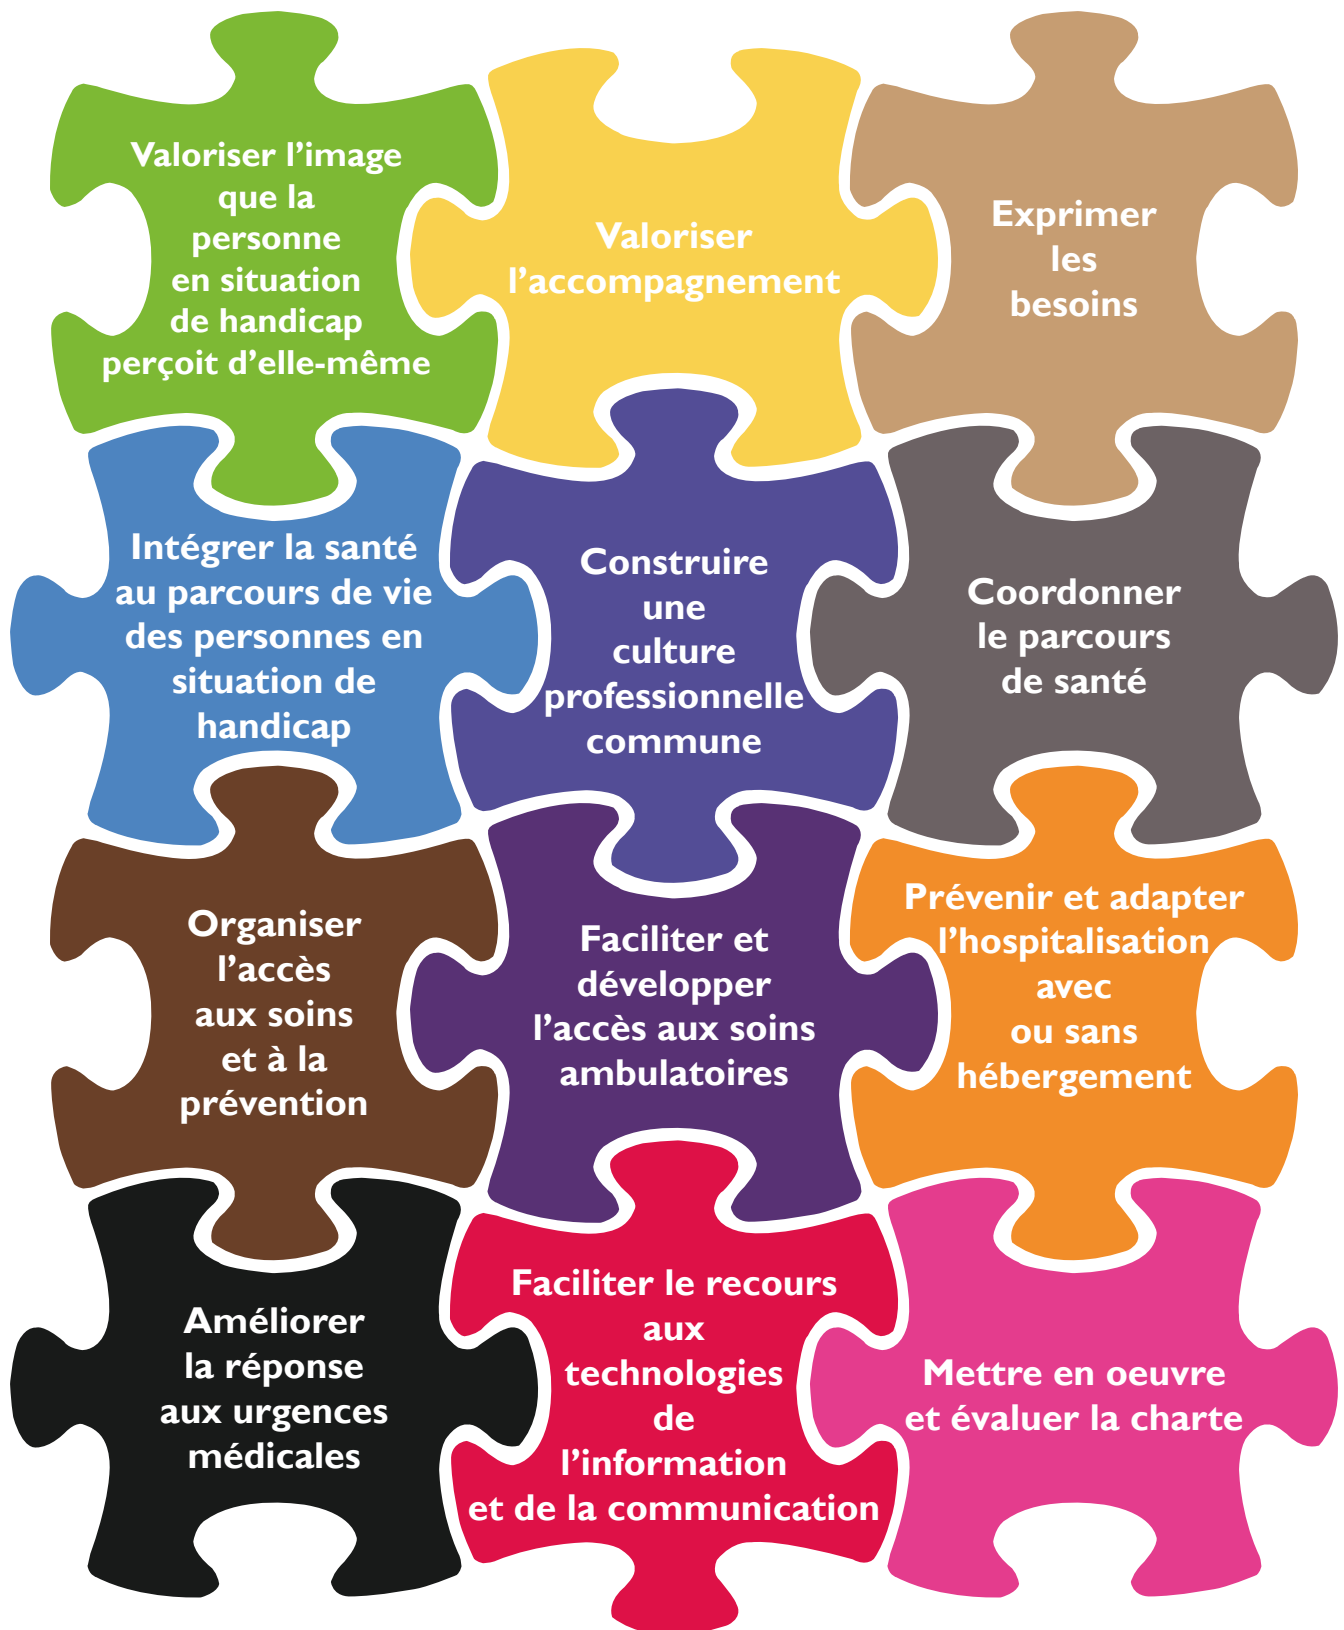 Valoriser l’image
que la
personne
en situation
de handicap
perçoit d’elle-même
Valoriser
l’accompagnement
Exprimer
les
besoins
Intégrer la santé
au parcours de vie
des personnes en
situation de
handicap
Construire
une
culture
professionnelle
commune
Coordonner
le parcours
de santé
Organiser
l’accès
aux soins
et à la
prévention
Faciliter et
développer
l’accès aux soins
ambulatoires
Prévenir et adapter
l’hospitalisation
avec
ou sans
hébergement
Améliorer
la réponse
aux urgences
médicales
Faciliter le recours
aux
technologies
de
l’information
et de la communication
Mettre en oeuvre
et évaluer la charte